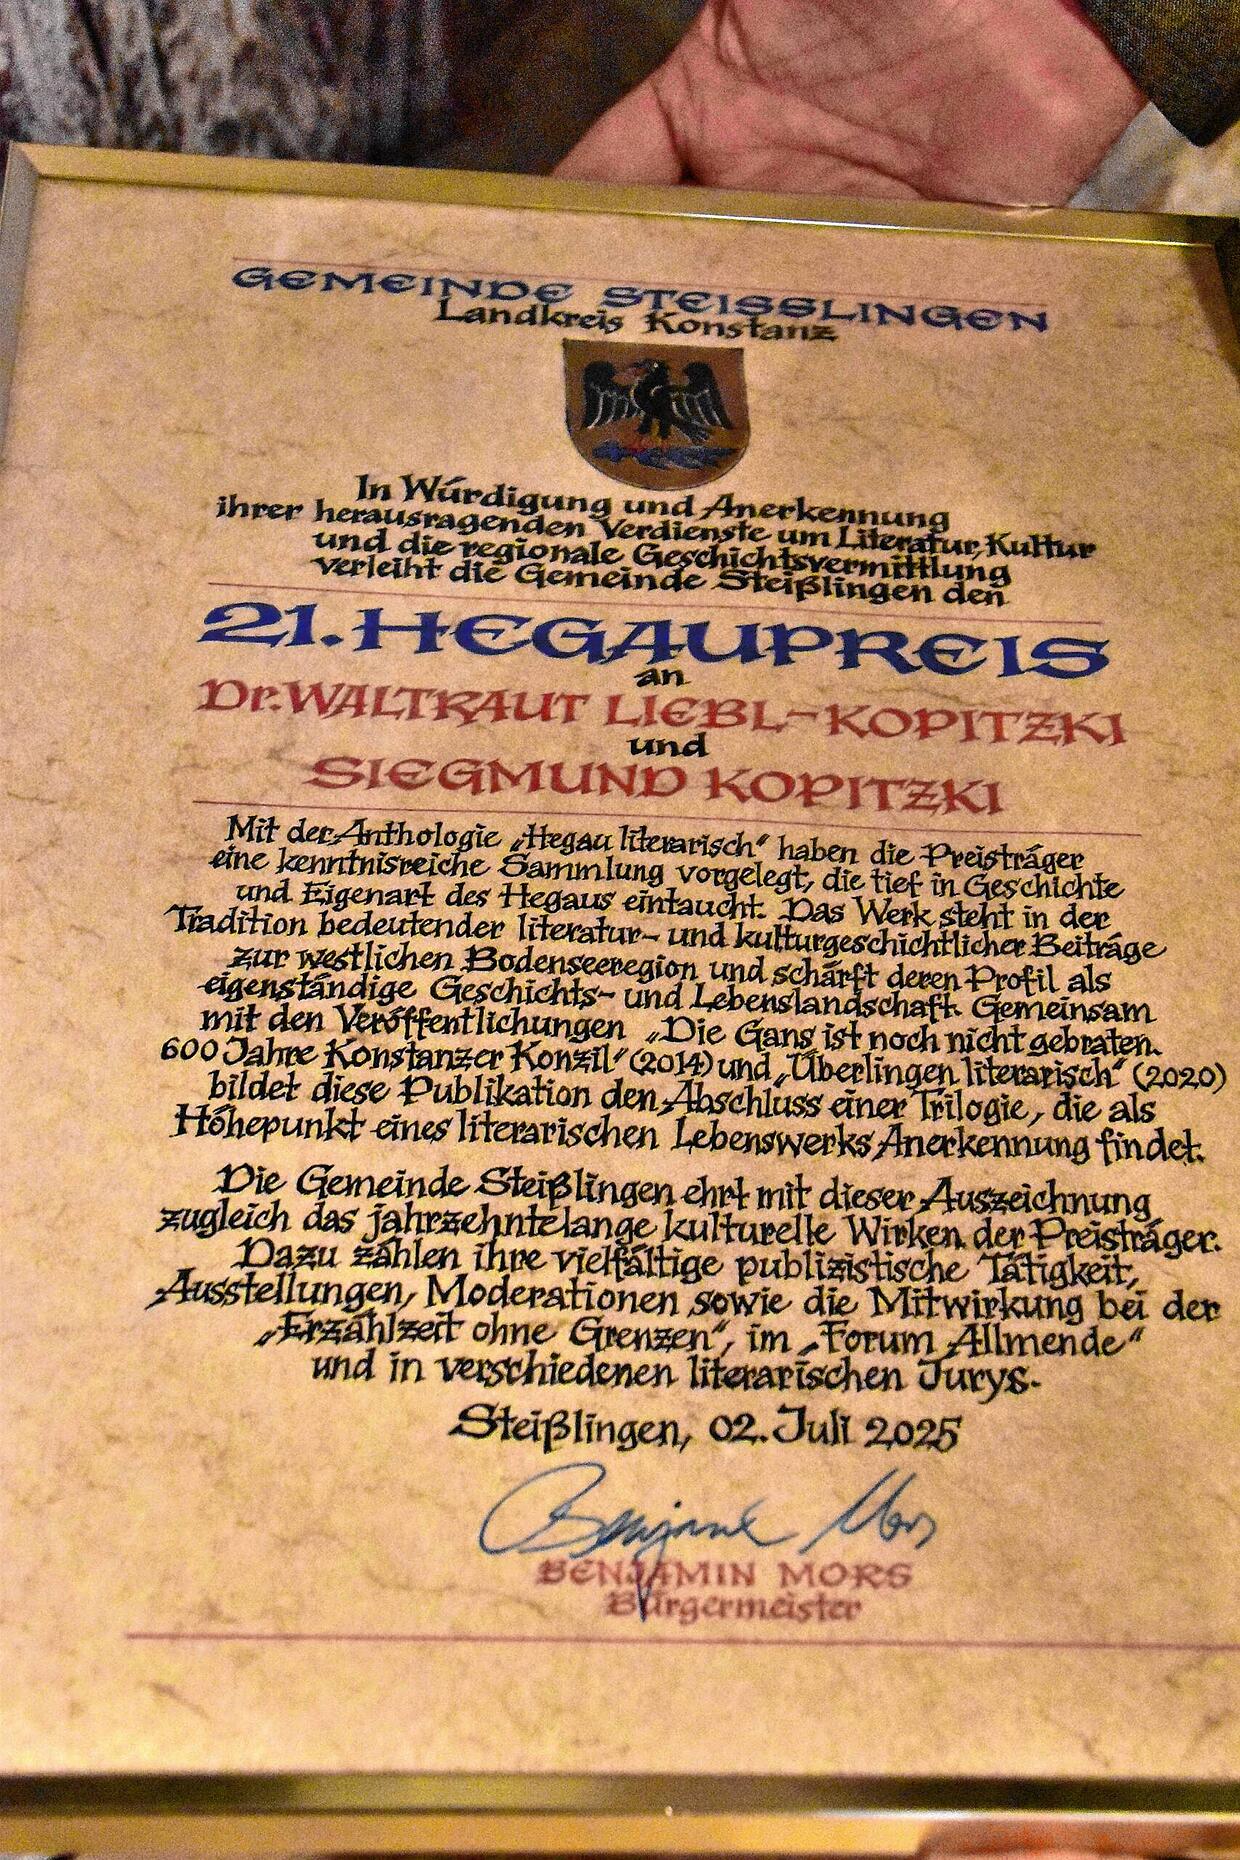 GEMEINDE STEISSLINGEN
Landkreis Konstanz
In Würdigung und Anerkennung
ihrer herausragenden Verdienste um Literatur, Kultur
und die regionale Geschichtsvermittlung
verleiht die Gemeinde Steißlingen den
21. HEGAUPREIS
an
Dr. WALTRAUT LIEBL-KOPITZKI
und
SIEGMUND KOPITZKI
Mit der Anthologie „Hegau literarisch“ haben die Preisträger
eine kenntnisreiche Sammlung vorgelegt, die tief in Geschichte
und Eigenart des Hegaus eintaucht. Das Werk steht in der
Tradition bedeutender literatur- und kulturgeschichtlicher Beiträge
zur westlichen Bodenseeregion und schärft deren Profil als
eigenständige Geschichts- und Lebenslandschaft. Gemeinsam
mit den Veröffentlichungen „Die Gans ist noch nicht gebraten.
600 Jahre Konstanzer Konzil“ (2014) und „Überlingen literarisch“ (2020)
bildet diese Publikation den Abschluss einer Trilogie, die als
Höhepunkt eines literarischen Lebenswerks Anerkennung findet.
Die Gemeinde Steißlingen ehrt mit dieser Auszeichnung
zugleich das jahrzehntelange kulturelle Wirken der Preisträger.
Dazu zählen ihre vielfältige publizistische Tätigkeit,
Ausstellungen, Moderationen sowie die Mitwirkung bei der
„Erzählzeit ohne Grenzen“, im „Forum Allmende“
und in verschiedenen literarischen Jurys.
Steißlingen, 02. Juli 2025
Benjamin Mors
BENJAMIN MORS
Bürgermeister